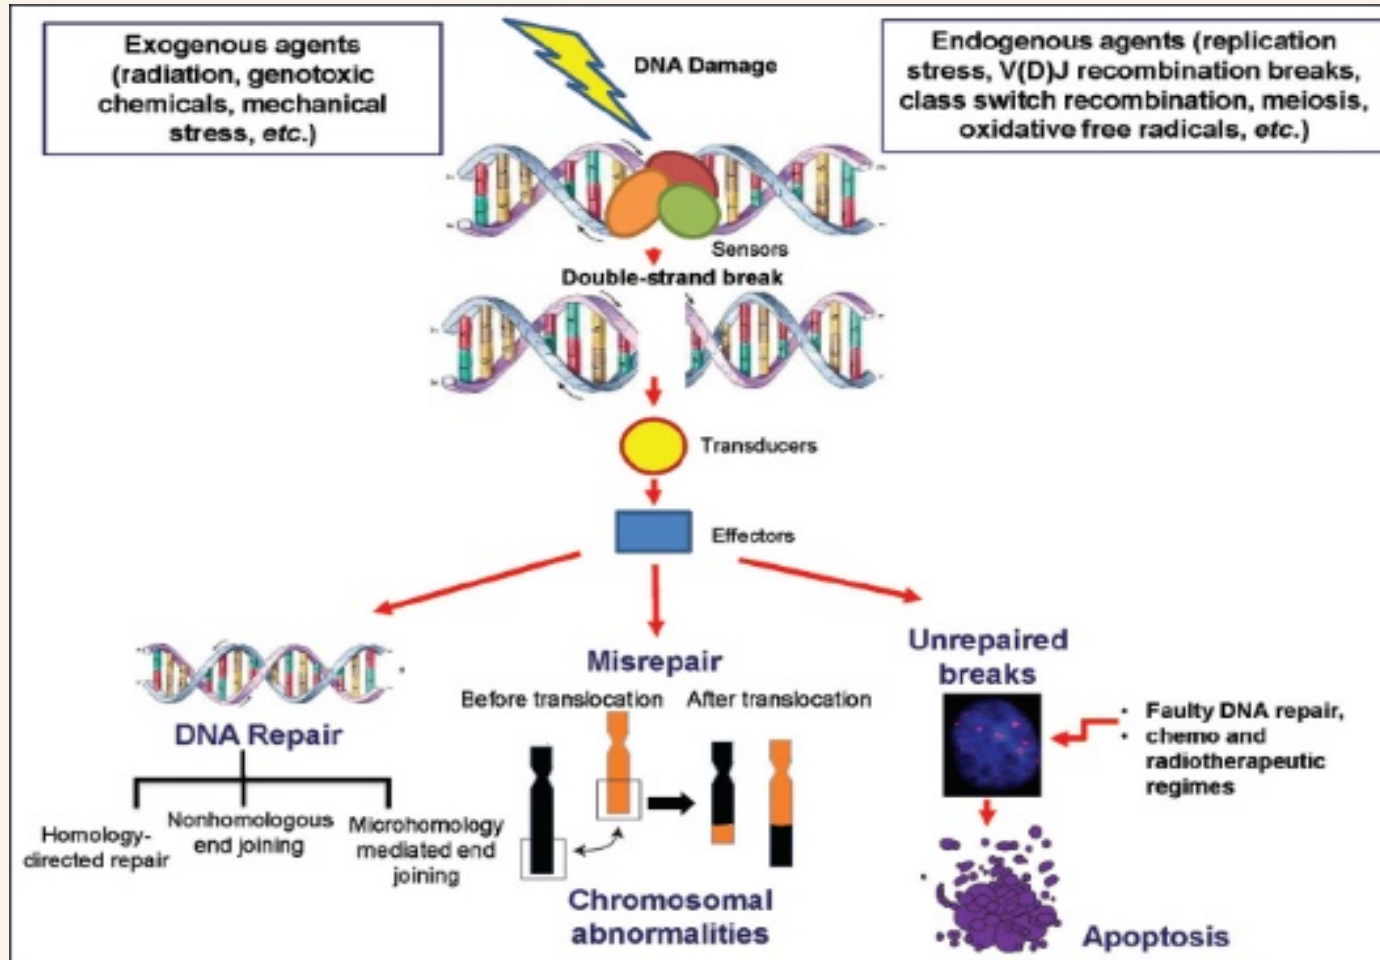 Exogenous agents
(radiation, genotoxic
chemicals, mechanical
stress, etc.)
DNA Damage
Endogenous agents (replication
stress, V(D)J recombination breaks,
class switch recombination, meiosis,
oxidative free radicals, etc.)
Sensors
Double-strand break
Transducers
Effectors
DNA Repair
Homology-
directed repair
Nonhomologous
end joining
Microhomology
mediated end
joining
Misrepair
Before translocation
After translocation
Chromosomal
abnormalities
Unrepaired
breaks
• Faulty DNA repair,
• chemo and
radiotherapeutic
regimes
Apoptosis